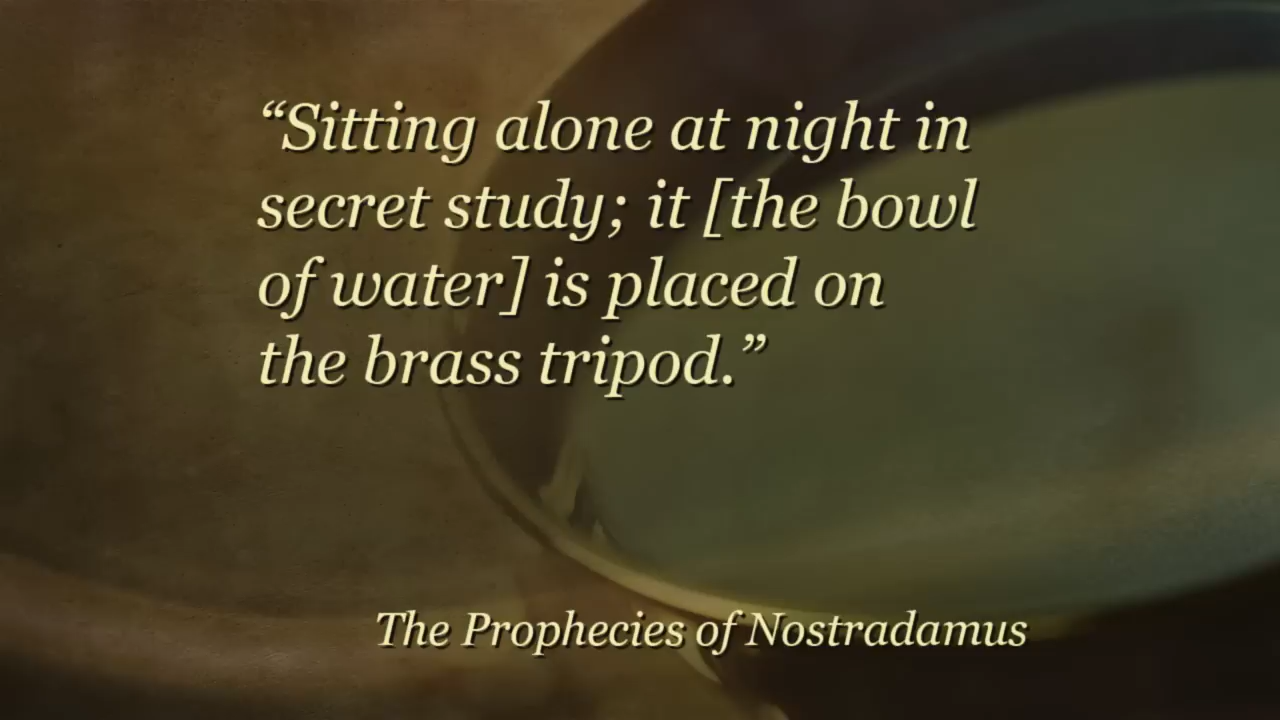 “Sitting alone at night in
secret study; it [the bowl
of water] is placed on
the brass tripod.”
The Prophecies of Nostradamus